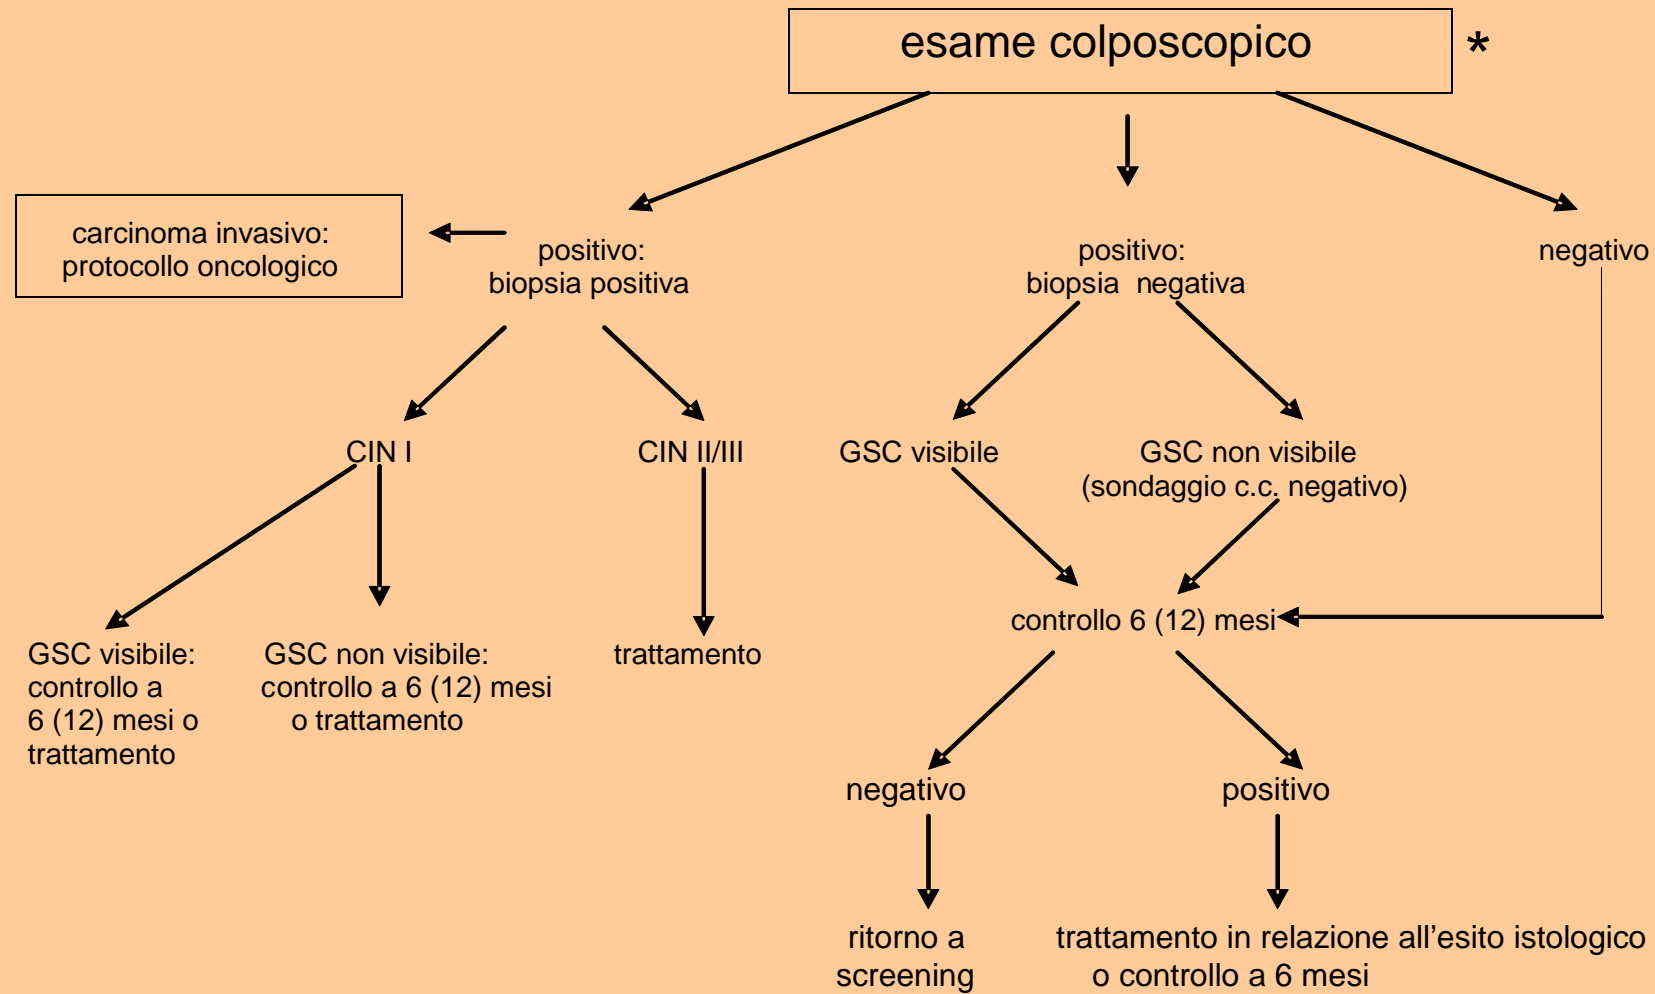 esame colposcopico *
carcinoma invasivo:
protocollo oncologico
positivo:
biopsia positiva
positivo:
biopsia negativa
negativo
CIN I
CIN II/III
GSC visibile
GSC non visibile
(sondaggio c.c. negativo)
controllo 6 (12) mesi
GSC visibile:
controllo a
6 (12) mesi o
trattamento
GSC non visibile:
controllo a 6 (12) mesi
o trattamento
trattamento
negativo
positivo
ritorno a
screening
trattamento in relazione all'esito istologico
o controllo a 6 mesi